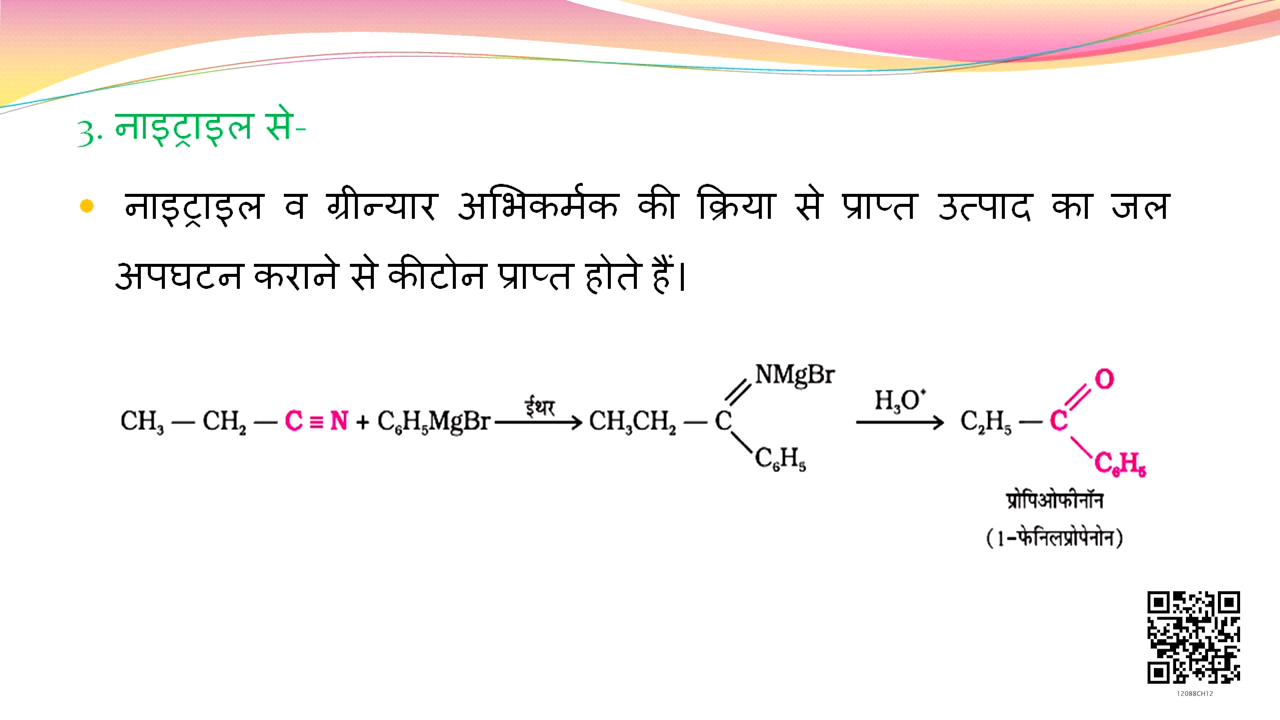 3. नाइट्राइल से-
नाइट्राइल व ग्रीन्यार अभिकर्मक की क्रिया से प्राप्त उत्पाद का जल
अपघटन कराने से कीटोन प्राप्त होते हैं।
NMgBr
O
CH₃ — CH₂ — C ≡ N + C₆H₅MgBr ईथर → CH₃CH₂ — C H₃O⁺ → C₂H₅ — C
C₆H₅
C₆H₅
प्रोपिओफीनॉन
(1-फेनिलप्रोपेनोन)
12088CH12